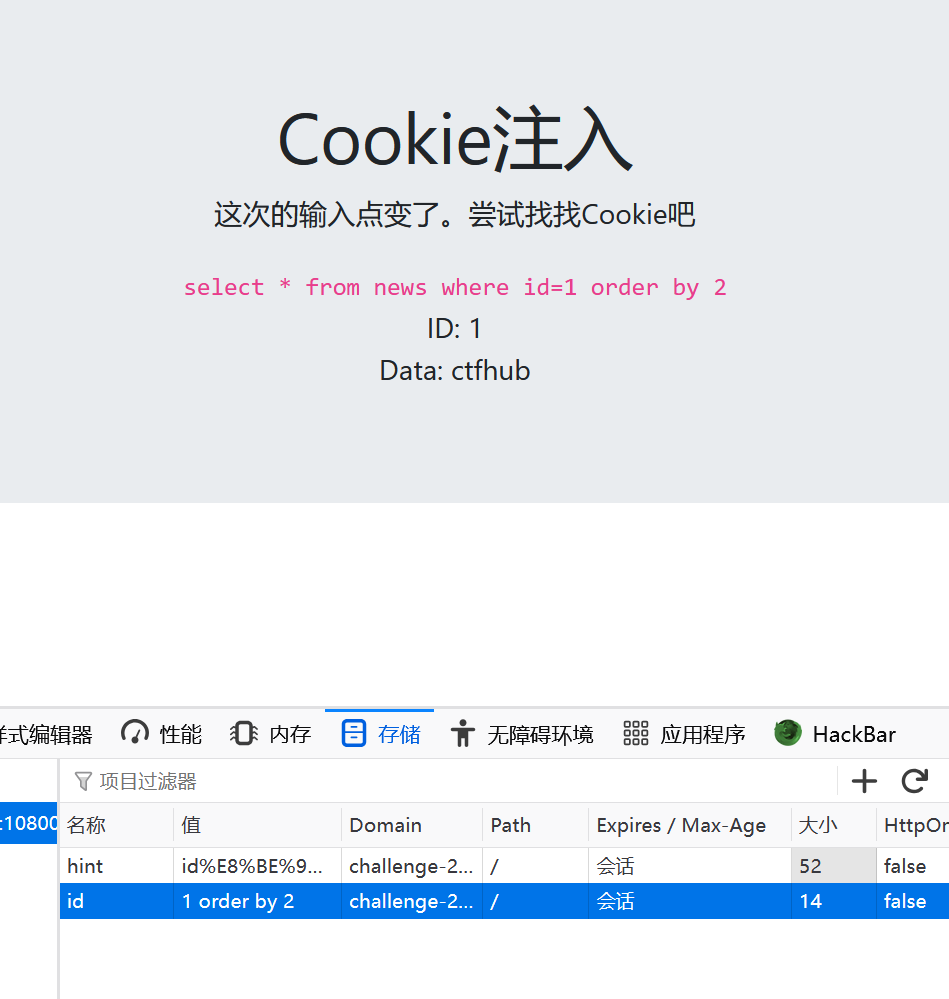 Cookie注入
这次的输入点变了。尝试找找Cookie吧
select * from news where id=1 order by 2
ID: 1
Data: ctfhub
样式编辑器 性能 内存 存储 无障碍环境 应用程序 HackBar
项目过滤器
:10800 名称 值 Domain Path Expires / Max-Age 大小 HttpOn
hint id%E8%BE%9... challenge-2... / 会话 52 false
id 1 order by 2 challenge-2... / 会话 14 false